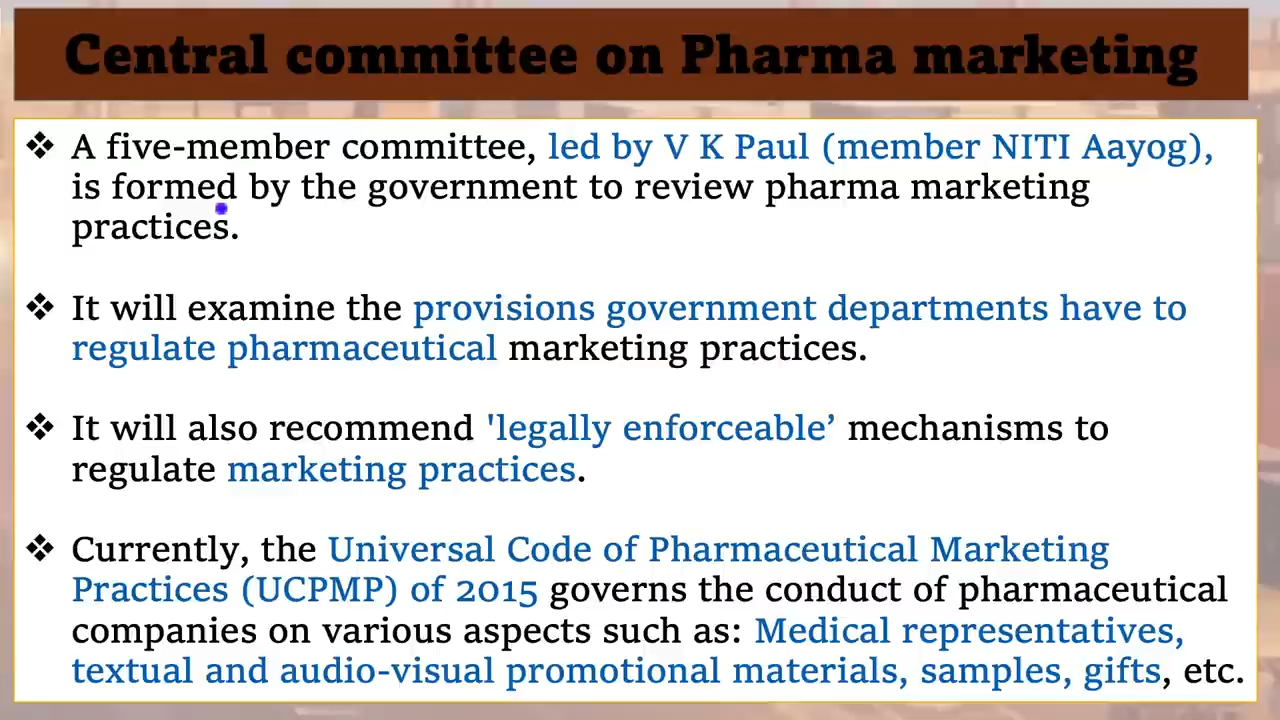 Central committee on Pharma marketing
❖ A five-member committee, led by V K Paul (member NITI Aayog),
is formed by the government to review pharma marketing
practices.
❖ It will examine the provisions government departments have to
regulate pharmaceutical marketing practices.
❖ It will also recommend 'legally enforceable’ mechanisms to
regulate marketing practices.
❖ Currently, the Universal Code of Pharmaceutical Marketing
Practices (UCPMP) of 2015 governs the conduct of pharmaceutical
companies on various aspects such as: Medical representatives,
textual and audio-visual promotional materials, samples, gifts, etc.